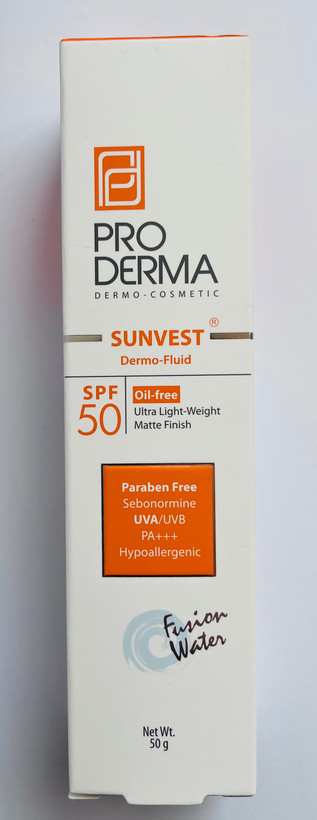 PRO
DERMA
DERMO-COSMETIC
SUNVEST®
Dermo-Fluid
SPF
50
Oil-free
Ultra Light-Weight
Matte Finish
Paraben Free
Sebonormine
UVA/UVB
PA+++
Hypoallergenic
Fusion
Water
Net Wt.
50 g